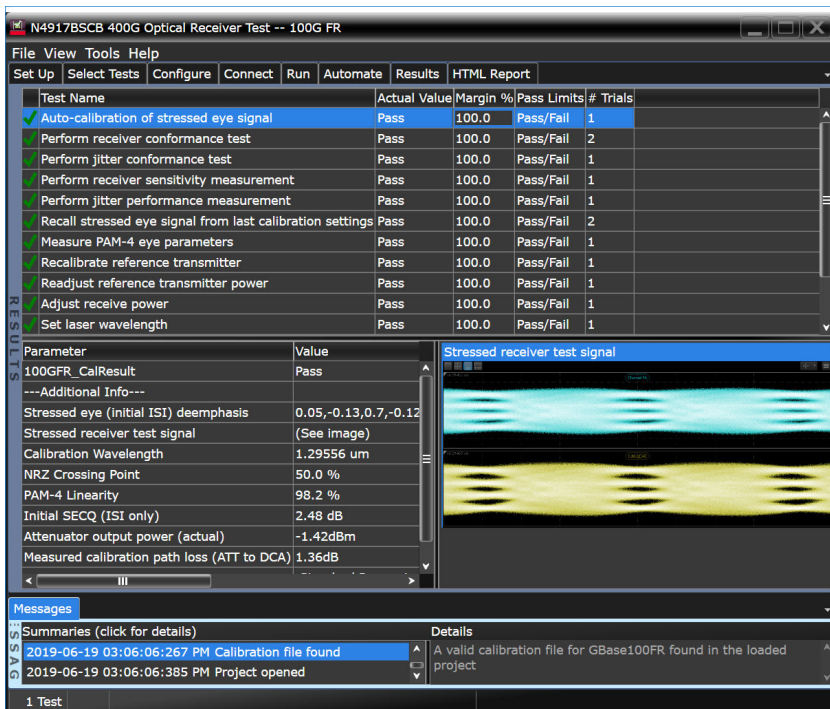 N4917BSCB 400G Optical Receiver Test -- 100G FR
File View Tools Help
Set Up Select Tests Configure Connect Run Automate Results HTML Report
Test Name Actual Value Margin % Pass Limits # Trials
Auto-calibration of stressed eye signal Pass 100.0 Pass/Fail 1
Perform receiver conformance test Pass 100.0 Pass/Fail 2
Perform jitter conformance test Pass 100.0 Pass/Fail 1
Perform receiver sensitivity measurement Pass 100.0 Pass/Fail 1
Perform jitter performance measurement Pass 100.0 Pass/Fail 1
Recall stressed eye signal from last calibration settings Pass 100.0 Pass/Fail 2
Measure PAM-4 eye parameters Pass 100.0 Pass/Fail 1
Recalibrate reference transmitter Pass 100.0 Pass/Fail 1
Readjust reference transmitter power Pass 100.0 Pass/Fail 1
Adjust receive power Pass 100.0 Pass/Fail 1
Set laser wavelength Pass 100.0 Pass/Fail 1
RESULTS
Parameter Value
100GFR_CalResult Pass
---Additional Info---
Stressed eye (initial ISI) deemphasis 0.05,-0.13,0.7,-0.12
Stressed receiver test signal (See image)
Calibration Wavelength 1.29556 um
NRZ Crossing Point 50.0 %
PAM-4 Linearity 98.2 %
Initial SECQ (ISI only) 2.48 dB
Attenuator output power (actual) -1.42dBm
Measured calibration path loss (ATT to DCA) 1.36dB
Stressed receiver test signal
Messages
ESSAG
Summaries (click for details) Details
2019-06-19 03:06:06:267 PM Calibration file found
2019-06-19 03:06:06:385 PM Project opened
A valid calibration file for GBase100FR found in the loaded
project
1 Test